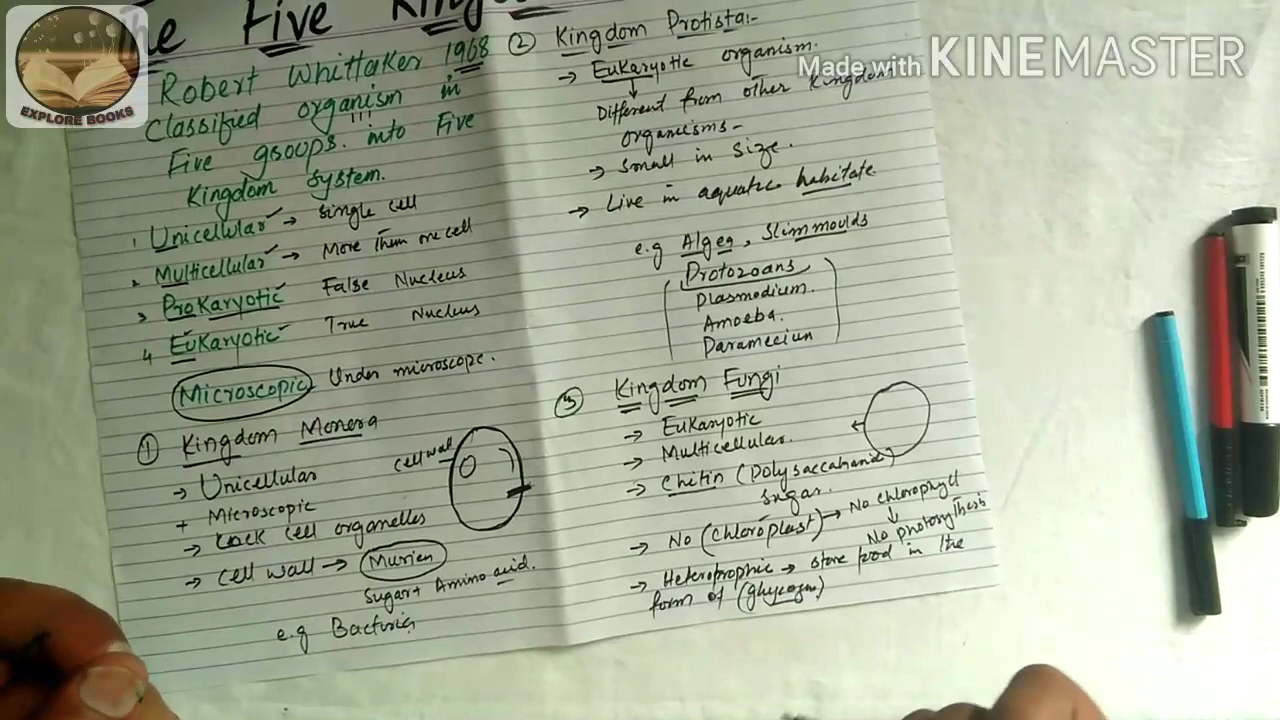 The Five King
Robert Whittaker 1968
Classified organism in
Five groups. into Five
Kingdom System.
1 Unicellular → single cell
2 Multicellular → More Them one cell
3 Prokaryotic False Nucleus
4 Eukaryotic True Nucleus
Microscopic Under microscope.
① Kingdom Monera
→ Unicellular
+ Microscopic
→ Lack cell organelles
→ cell wall → Murien
Sugar+ Amino acid.
e.g Bacteria
cell wall
② Kingdom Protista:-
→ Eukaryotic organism.
Different from other Kingdom
organisms-
→ Small in Size.
→ Live in aquatic habitate.
e.g Algea, Slimmoulds
Protozoans
Plasmodium.
Amoeba.
Paramecium
③ Kingdom Fungi
→ Eukaryotic
→ Multicellular.
→ Chitin (polysaccaharide)
sugar.
→ No (Chloroplast) → No chlorophyll
No photosythesis
→ Heterotrophic → store food in the
form of (glycogen)
EXPLORE BOOKS
Made with KINEMASTER